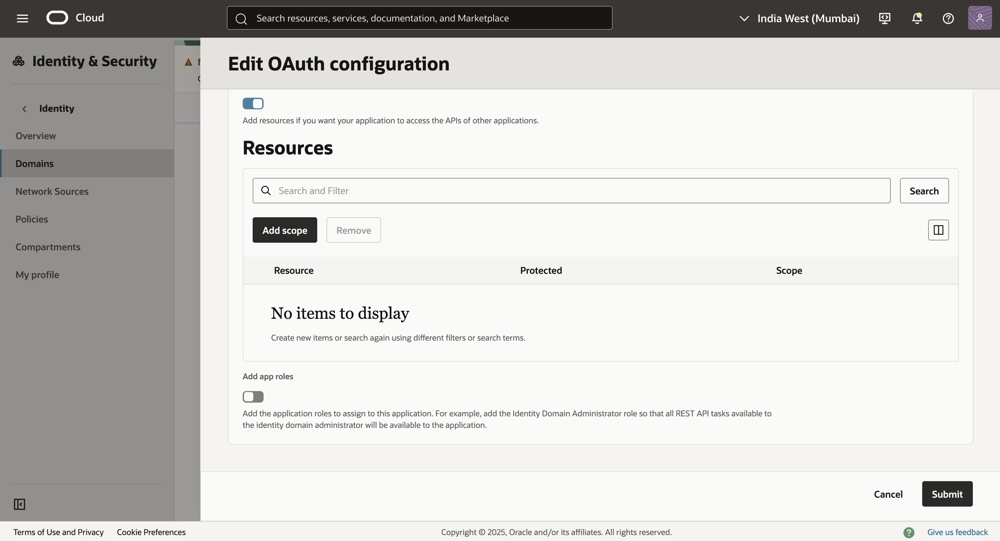 Cloud
Search resources, services, documentation, and Marketplace
India West (Mumbai)
Identity & Security
Identity
Overview
Domains
Network Sources
Policies
Compartments
My profile
Edit OAuth configuration
Add resources if you want your application to access the APIs of other applications.
Resources
Search and Filter
Search
Add scope
Remove
Resource Protected Scope
No items to display
Create new items or search again using different filters or search terms.
Add app roles
Add the application roles to assign to this application. For example, add the Identity Domain Administrator role so that all REST API tasks available to
the identity domain administrator will be available to the application.
Cancel
Submit
Terms of Use and Privacy
Cookie Preferences
Copyright © 2025, Oracle and/or its affiliates. All rights reserved.
Give us feedback